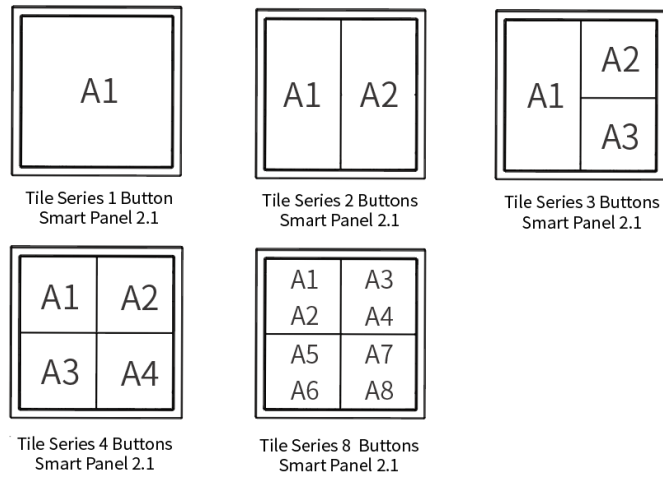 A1
Tile Series 1 Button
Smart Panel 2.1
A1 A2
Tile Series 2 Buttons
Smart Panel 2.1
A1
A2
A3
Tile Series 3 Buttons
Smart Panel 2.1
A1 A2
A3 A4
Tile Series 4 Buttons
Smart Panel 2.1
A1 A3
A2 A4
A5 A7
A6 A8
Tile Series 8 Buttons
Smart Panel 2.1